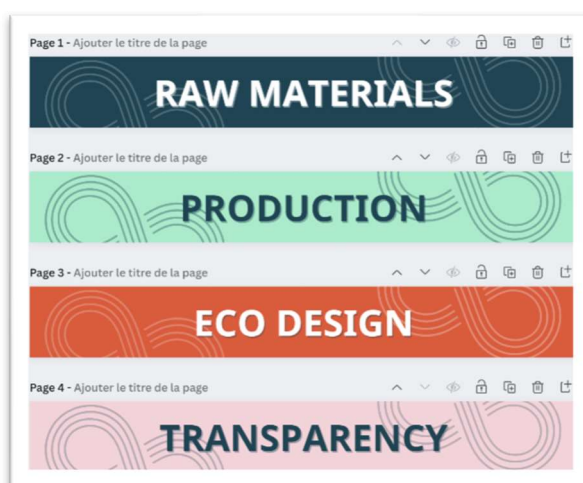 Page 1 - Ajouter le titre de la page
RAW MATERIALS
Page 2 - Ajouter le titre de la page
PRODUCTION
Page 3 - Ajouter le titre de la page
ECO DESIGN
Page 4 - Ajouter le titre de la page
TRANSPARENCY